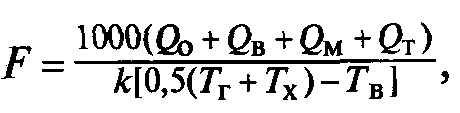 F = 1000(Q_О + Q_В + Q_М + Q_Т) / k[0,5(T_Г + T_Х) − T_В],